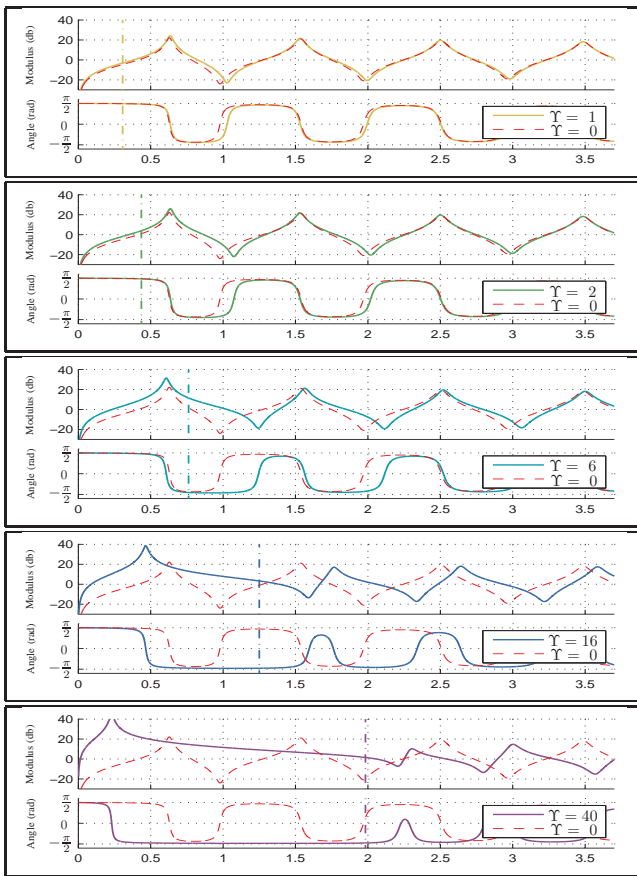 40
20
0
−20
Modulus (db)
π/2
0
−π/2
Angle (rad)
ϒ = 1
ϒ = 0
0 0.5 1 1.5 2 2.5 3 3.5
40
20
0
−20
Modulus (db)
π/2
0
−π/2
Angle (rad)
ϒ = 2
ϒ = 0
0 0.5 1 1.5 2 2.5 3 3.5
40
20
0
−20
Modulus (db)
π/2
0
−π/2
Angle (rad)
ϒ = 6
ϒ = 0
0 0.5 1 1.5 2 2.5 3 3.5
40
20
0
−20
Modulus (db)
π/2
0
−π/2
Angle (rad)
ϒ = 16
ϒ = 0
0 0.5 1 1.5 2 2.5 3 3.5
40
20
0
−20
Modulus (db)
π/2
0
−π/2
Angle (rad)
ϒ = 40
ϒ = 0
0 0.5 1 1.5 2 2.5 3 3.5